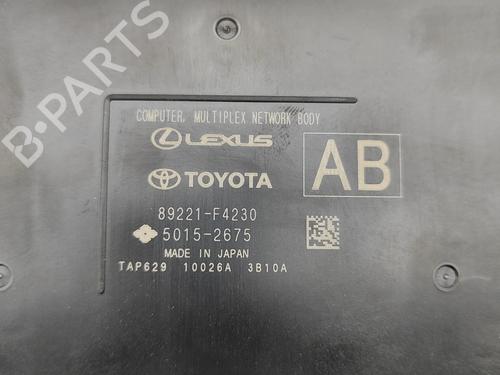 B-PARTS
COMPUTER, MULTIPLEX NETWORK BODY
LEXUS
TOYOTA
AB
89221-F4230
5015-2675
MADE IN JAPAN
TAP629 10026A 3B10A